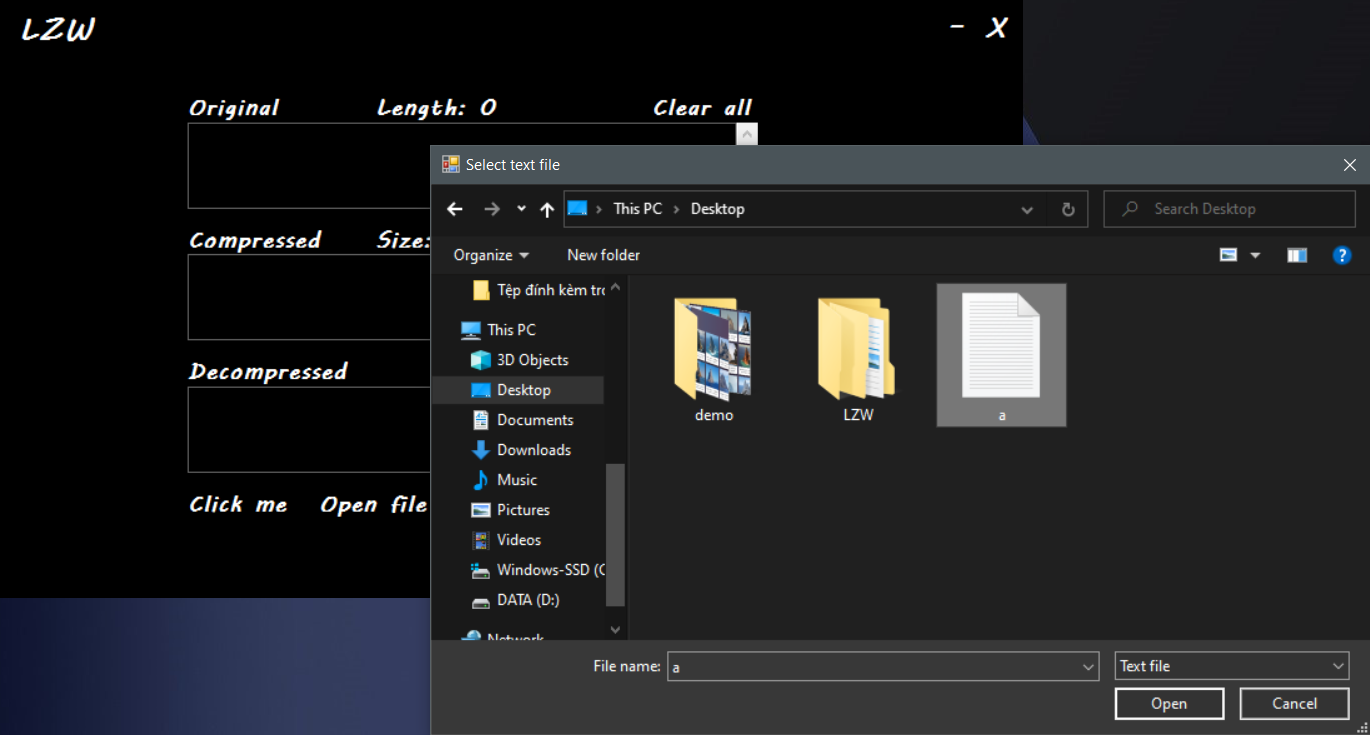 LZW - X
Original Length: 0 Clear all
Select text file
This PC > Desktop
Search Desktop
Compressed Size:
Organize New folder
Tệp đính kèm trc
This PC
3D Objects
Desktop
Documents
Downloads
Music
Pictures
Videos
Windows-SSD (C
DATA (D:)
Network
demo LZW a
Decompressed
Click me Open file
File name: a Text file
Open Cancel